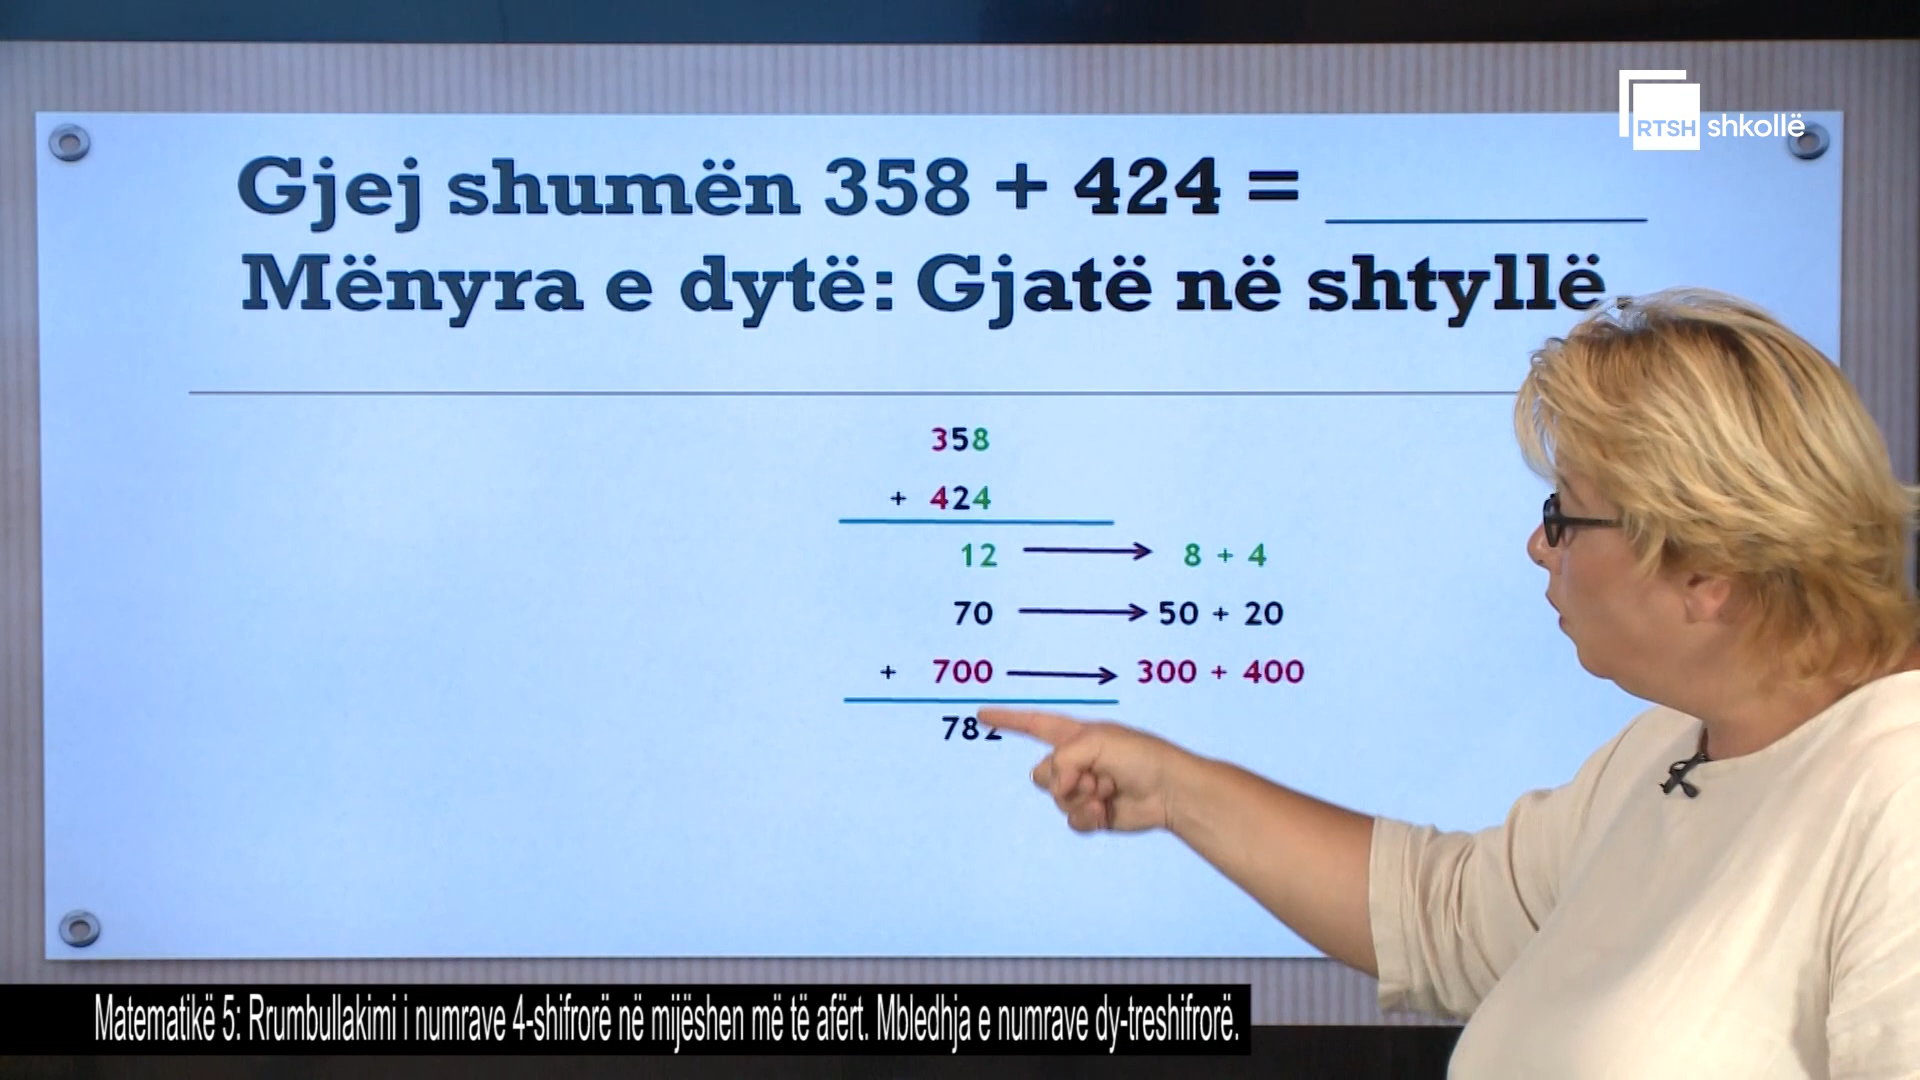 RTSH shkollë
Gjej shumën 358 + 424 = ________
Mënyra e dytë: Gjatë në shtyllë.
358
+ 424
12 → 8 + 4
70 → 50 + 20
+ 700 → 300 + 400
782
Matematikë 5: Rrumbullakimi i numrave 4-shifrorë në mijëshen më të afërt. Mbledhja e numrave dy-treshifrorë.